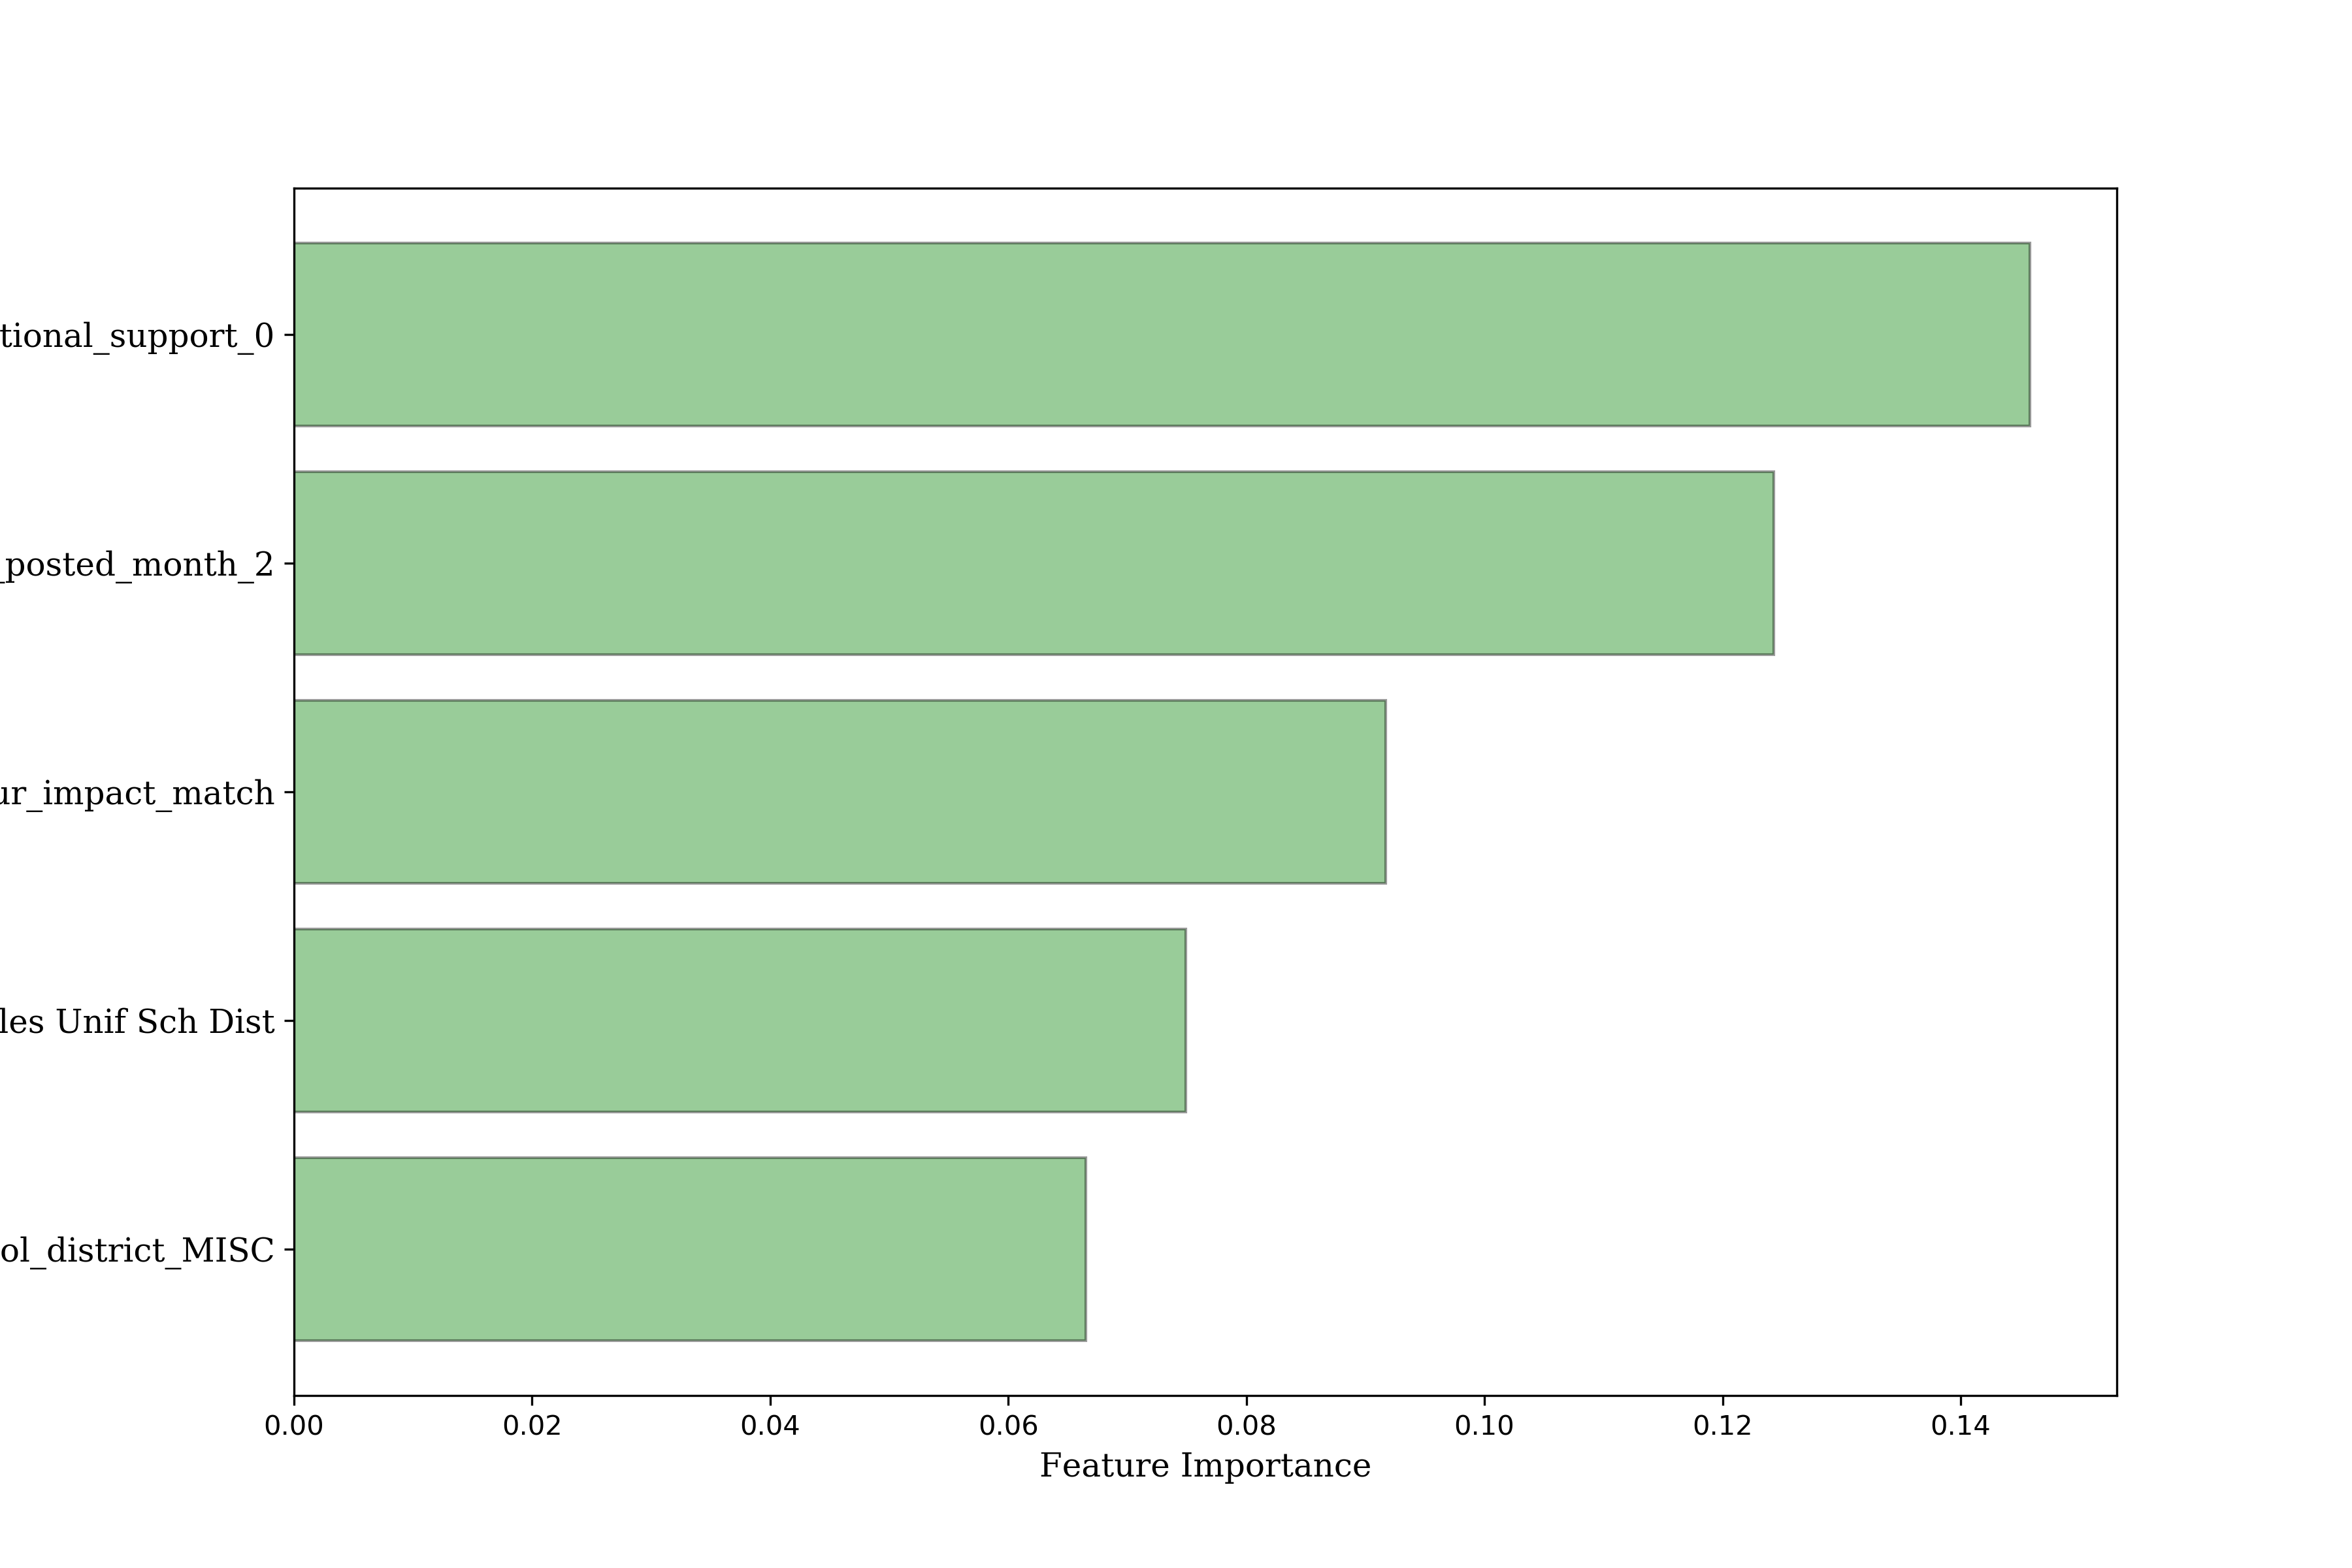 tional_support_0
_posted_month_2
ur_impact_match
les Unif Sch Dist
ol_district_MISC
0.00 0.02 0.04 0.06 0.08 0.10 0.12 0.14
Feature Importance